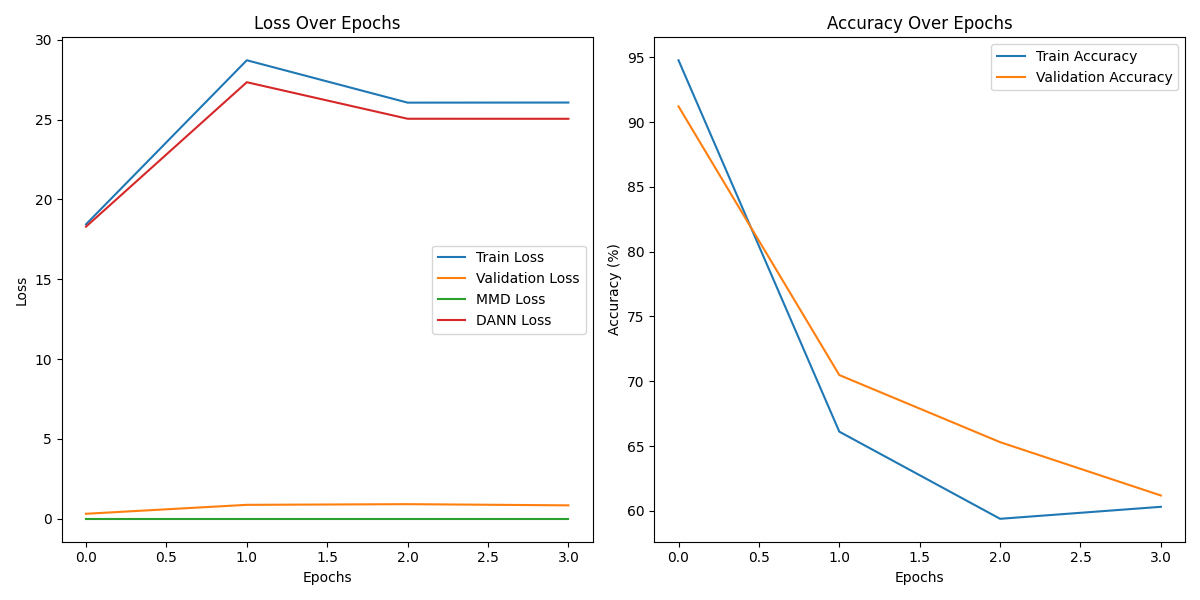 Loss Over Epochs
30
25
20
15
10
5
0
Loss
0.0 0.5 1.0 1.5 2.0 2.5 3.0
Epochs
Train Loss
Validation Loss
MMD Loss
DANN Loss
Accuracy Over Epochs
95
90
85
80
75
70
65
60
Accuracy (%)
0.0 0.5 1.0 1.5 2.0 2.5 3.0
Epochs
Train Accuracy
Validation Accuracy